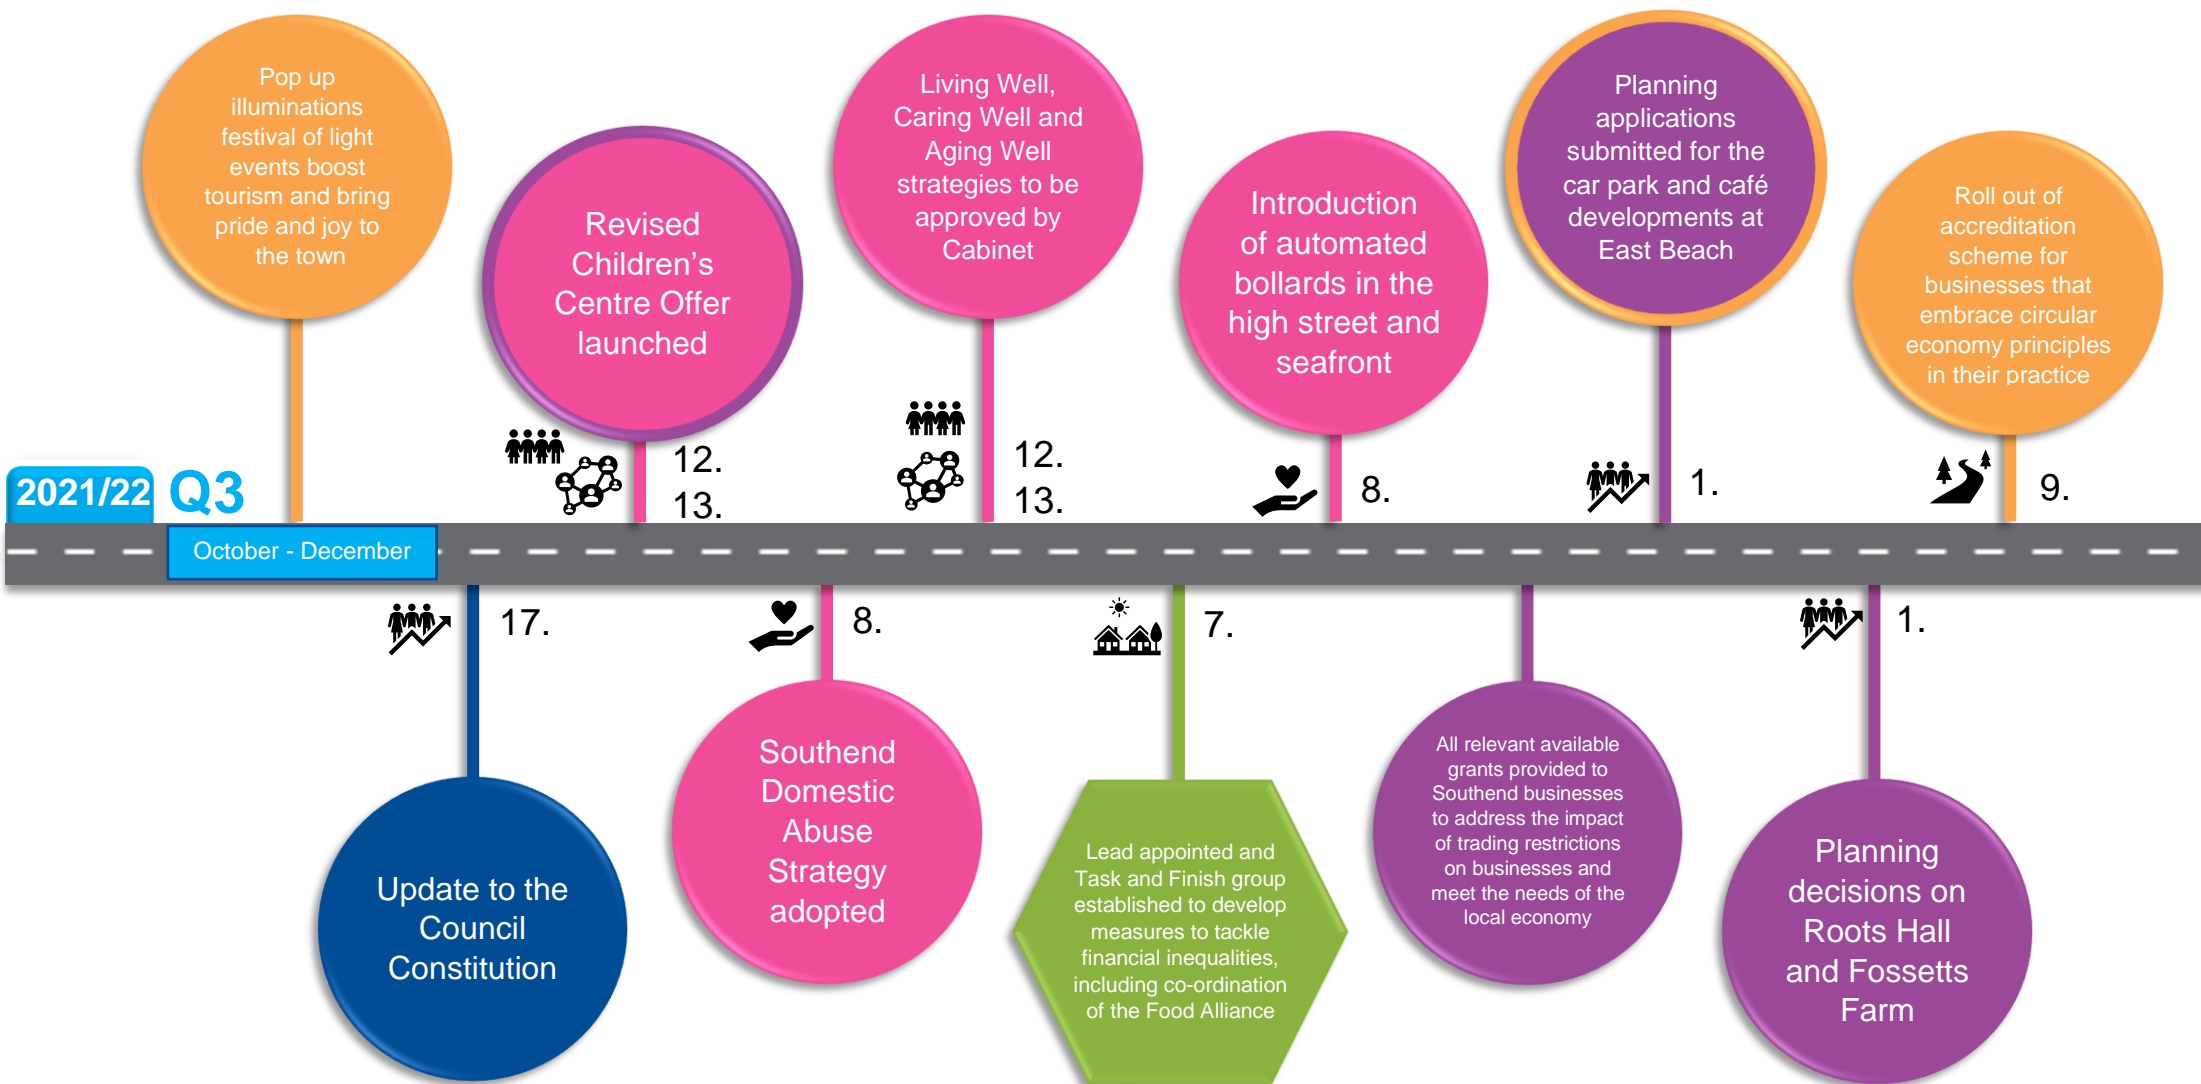 Pop up
illuminations
festival of light
events boost
tourism and bring
pride and joy to
the town
Revised
Children's
Centre Offer
launched
12.
13.
Living Well,
Caring Well and
Aging Well
strategies to be
approved by
Cabinet
12.
13.
Introduction
of automated
bollards in the
high street and
seafront
8.
Planning
applications
submitted for the
car park and café
developments at
East Beach
1.
Roll out of
accreditation
scheme for
businesses that
embrace circular
economy principles
in their practice
9.
2021/22 Q3
October - December
17.
Update to the
Council
Constitution
8.
Southend
Domestic
Abuse
Strategy
adopted
7.
Lead appointed and
Task and Finish group
established to develop
measures to tackle
financial inequalities,
including co-ordination
of the Food Alliance
All relevant available
grants provided to
Southend businesses
to address the impact
of trading restrictions
on businesses and
meet the needs of the
local economy
1.
Planning
decisions on
Roots Hall
and Fossetts
Farm